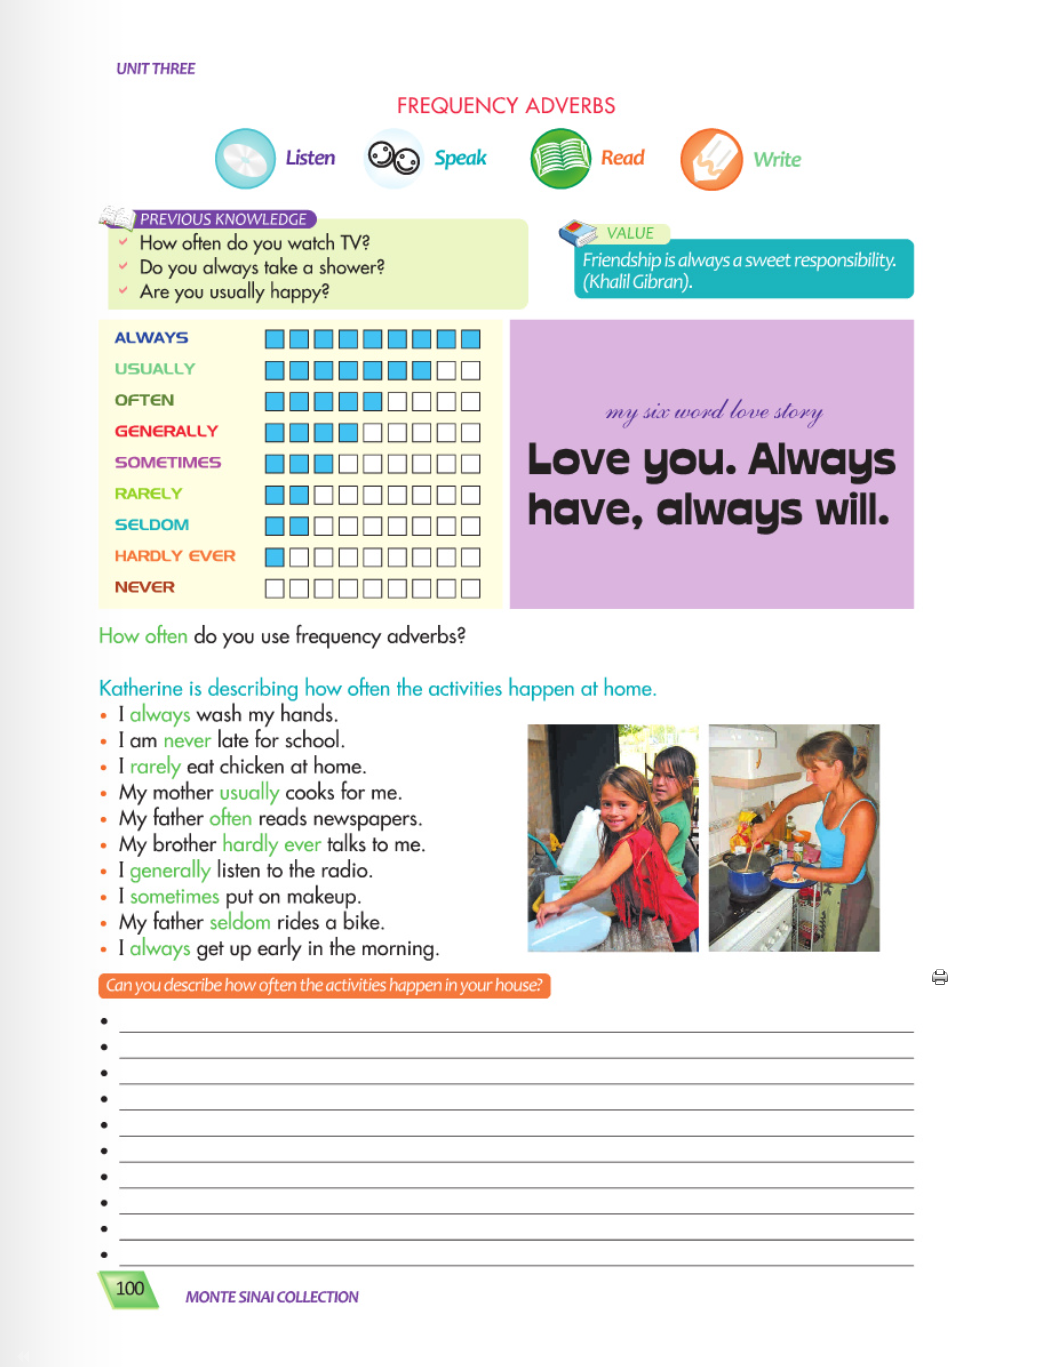 UNIT THREE
FREQUENCY ADVERBS
Listen
Speak
Read
Write
PREVIOUS KNOWLEDGE
How often do you watch TV?
Do you always take a shower?
Are you usually happy?
VALUE
Friendship is always a sweet responsibility.
(Khalil Gibran).
ALWAYS
USUALLY
OFTEN
GENERALLY
SOMETIMES
RARELY
SELDOM
HARDLY EVER
NEVER
my six word love story
Love you. Always
have, always will.
How often do you use frequency adverbs?
Katherine is describing how often the activities happen at home.
• I always wash my hands.
• I am never late for school.
• I rarely eat chicken at home.
• My mother usually cooks for me.
• My father often reads newspapers.
• My brother hardly ever talks to me.
• I generally listen to the radio.
• I sometimes put on makeup.
• My father seldom rides a bike.
• I always get up early in the morning.
Can you describe how often the activities happen in your house?
100
MONTE SINAI COLLECTION